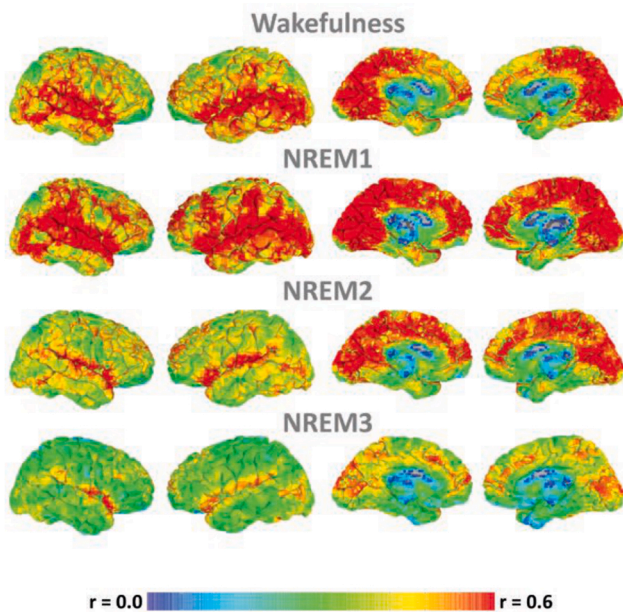 Wakefulness
NREM1
NREM2
NREM3
r = 0.0 r = 0.6